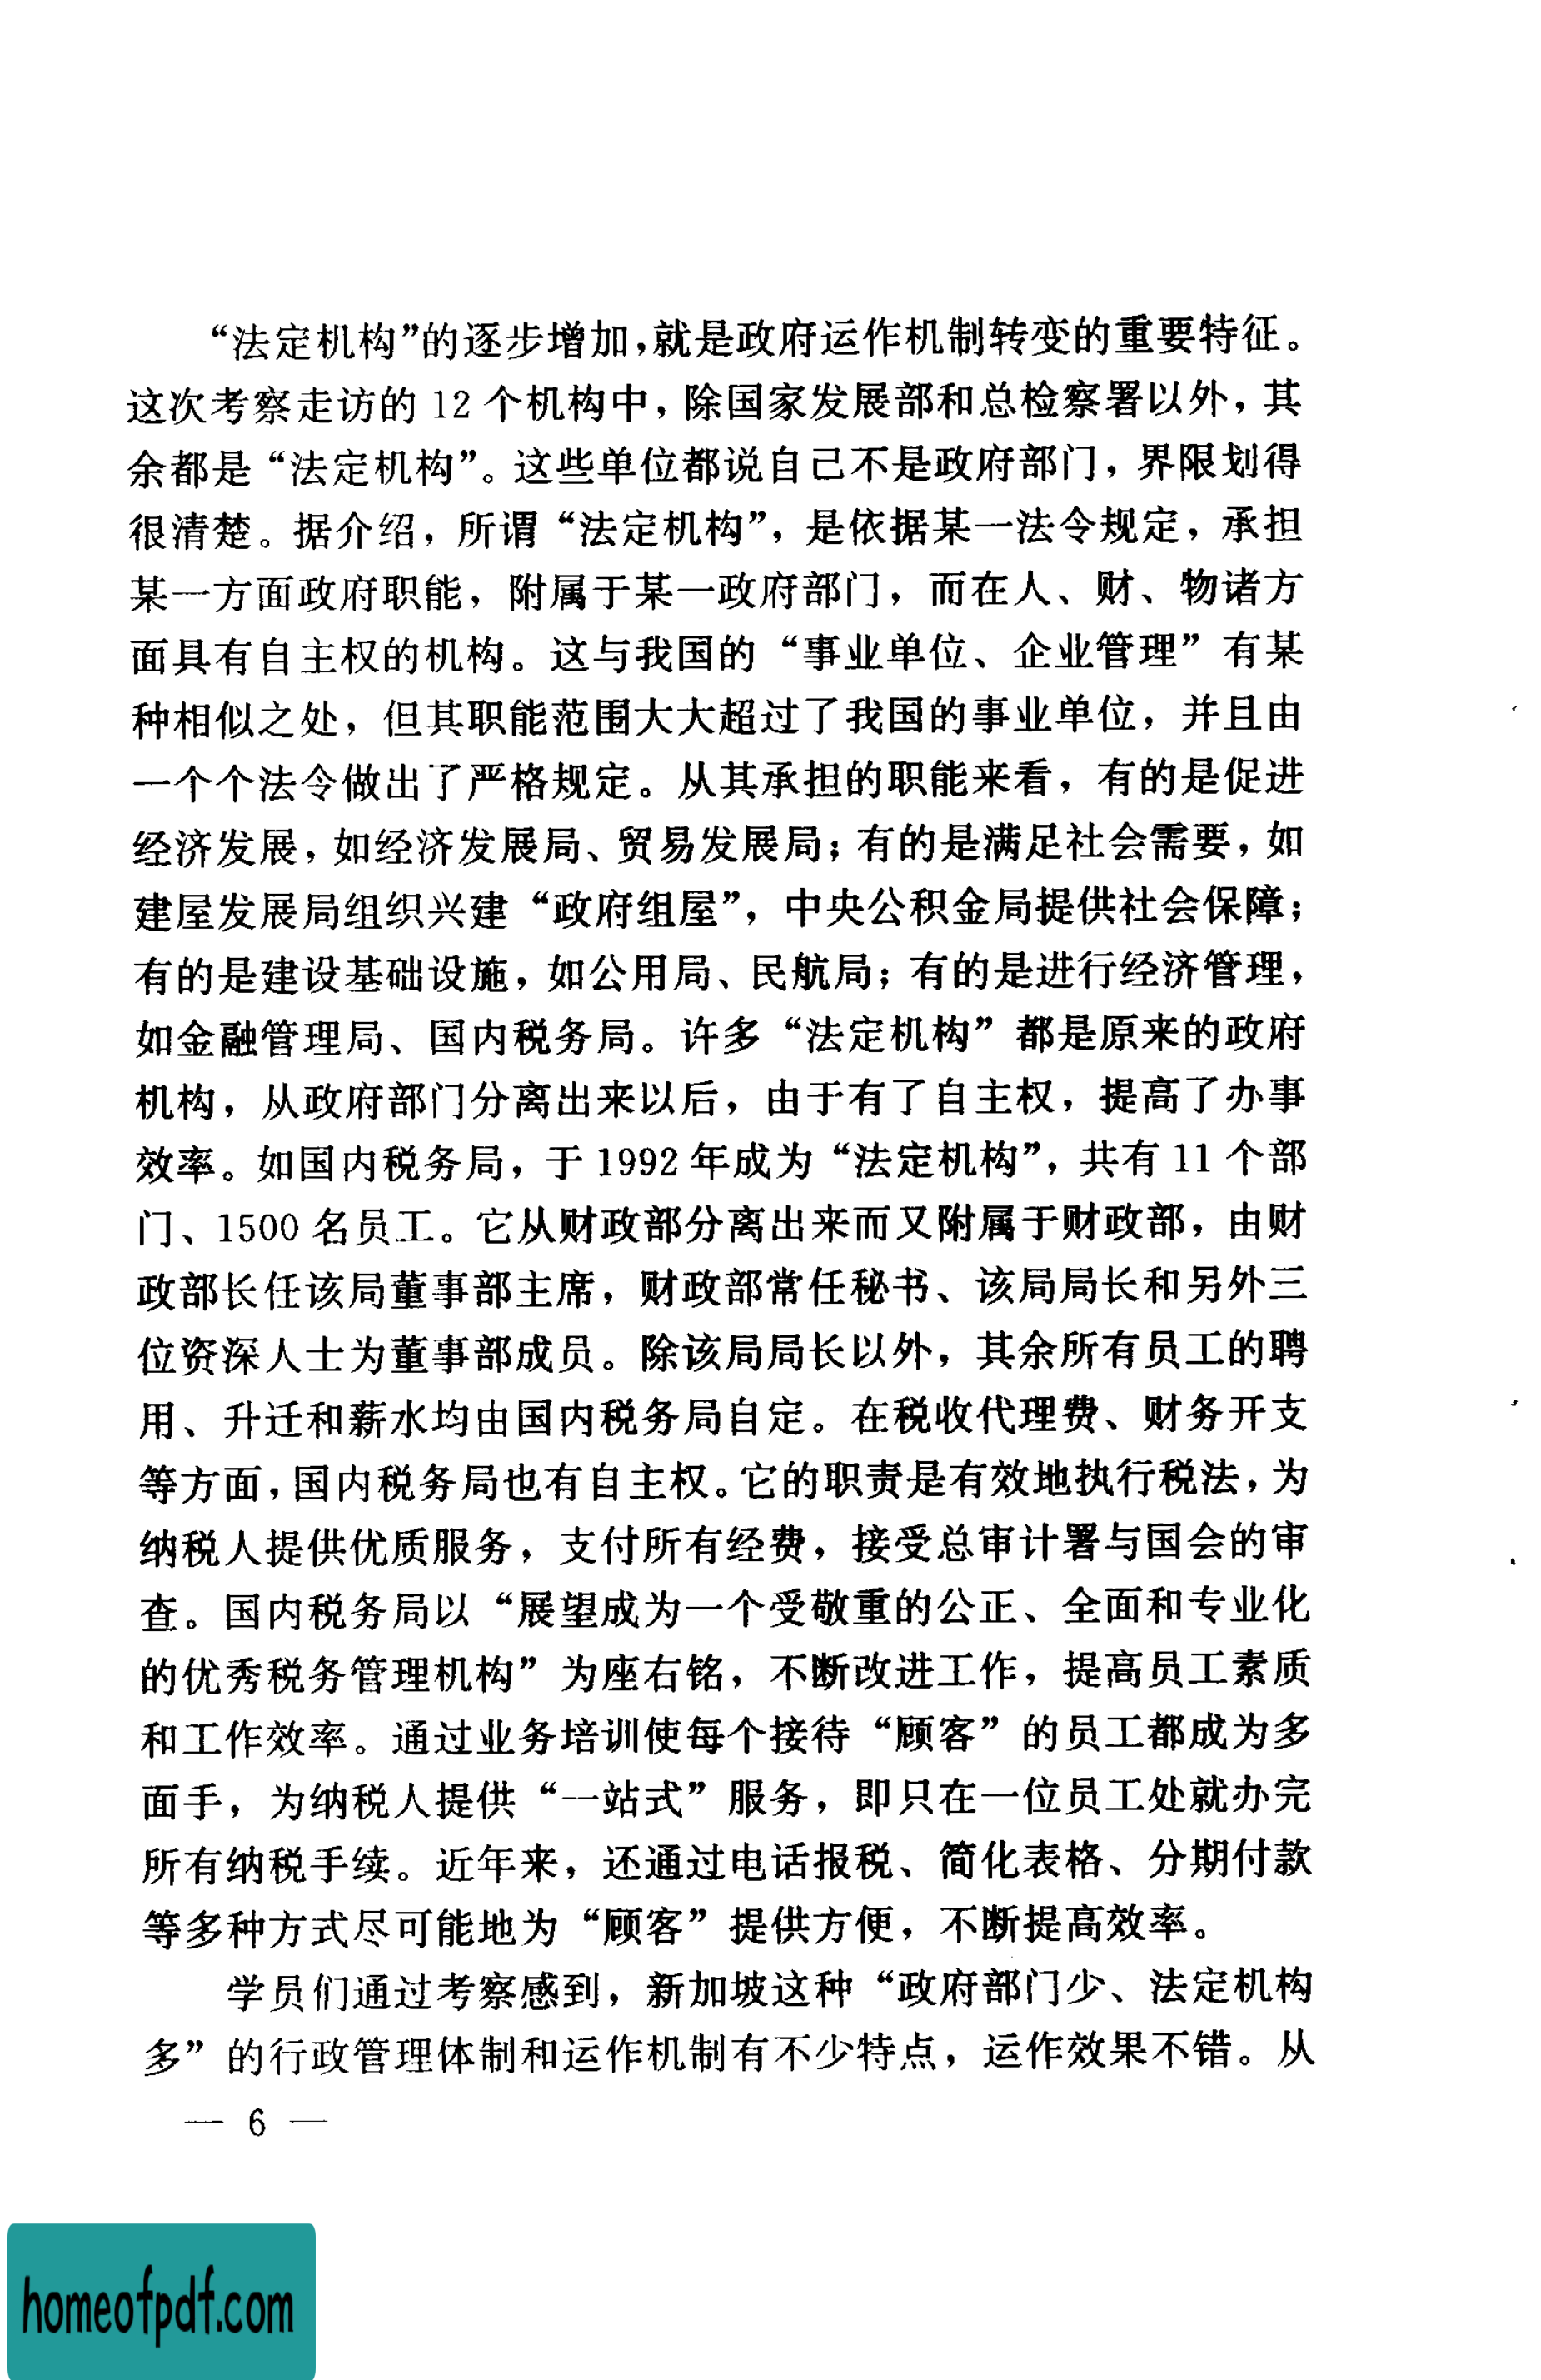 “法定机构”的逐步增加，就是政府运作机制转变的重要特征。
这次考察走访的 12 个机构中，除国家发展部和总检察署以外，其
余都是“法定机构”。这些单位都说自己不是政府部门，界限划得
很清楚。据介绍，所谓“法定机构”，是依据某一法令规定，承担
某一方面政府职能，附属于某一政府部门，而在人、财、物诸方
面具有自主权的机构。这与我国的“事业单位、企业管理”有某
种相似之处，但其职能范围大大超过了我国的事业单位，并且由
一个个法令做出了严格规定。从其承担的职能来看，有的是促进
经济发展，如经济发展局、贸易发展局；有的是满足社会需要，如
建屋发展局组织兴建“政府组屋”，中央公积金局提供社会保障；
有的是建设基础设施，如公用局、民航局；有的是进行经济管理，
如金融管理局、国内税务局。许多“法定机构”都是原来的政府
机构，从政府部门分离出来以后，由于有了自主权，提高了办事
效率。如国内税务局，于 1992 年成为“法定机构”，共有 11 个部
门、1500 名员工。它从财政部分离出来而又附属于财政部，由财
政部长任该局董事部主席，财政部常任秘书、该局局长和另外三
位资深人士为董事部成员。除该局局长以外，其余所有员工的聘
用、升迁和薪水均由国内税务局自定。在税收代理费、财务开支
等方面，国内税务局也有自主权。它的职责是有效地执行税法，为
纳税人提供优质服务，支付所有经费，接受总审计署与国会的审
查。国内税务局以“展望成为一个受敬重的公正、全面和专业化
的优秀税务管理机构”为座右铭，不断改进工作，提高员工素质
和工作效率。通过业务培训使每个接待“顾客”的员工都成为多
面手，为纳税人提供“一站式”服务，即只在一位员工处就办完
所有纳税手续。近年来，还通过电话报税、简化表格、分期付款
等多种方式尽可能地为“顾客”提供方便，不断提高效率。
学员们通过考察感到，新加坡这种“政府部门少、法定机构
多”的行政管理体制和运作机制有不少特点，运作效果不错。从
— 6 —
homeofpdf.com